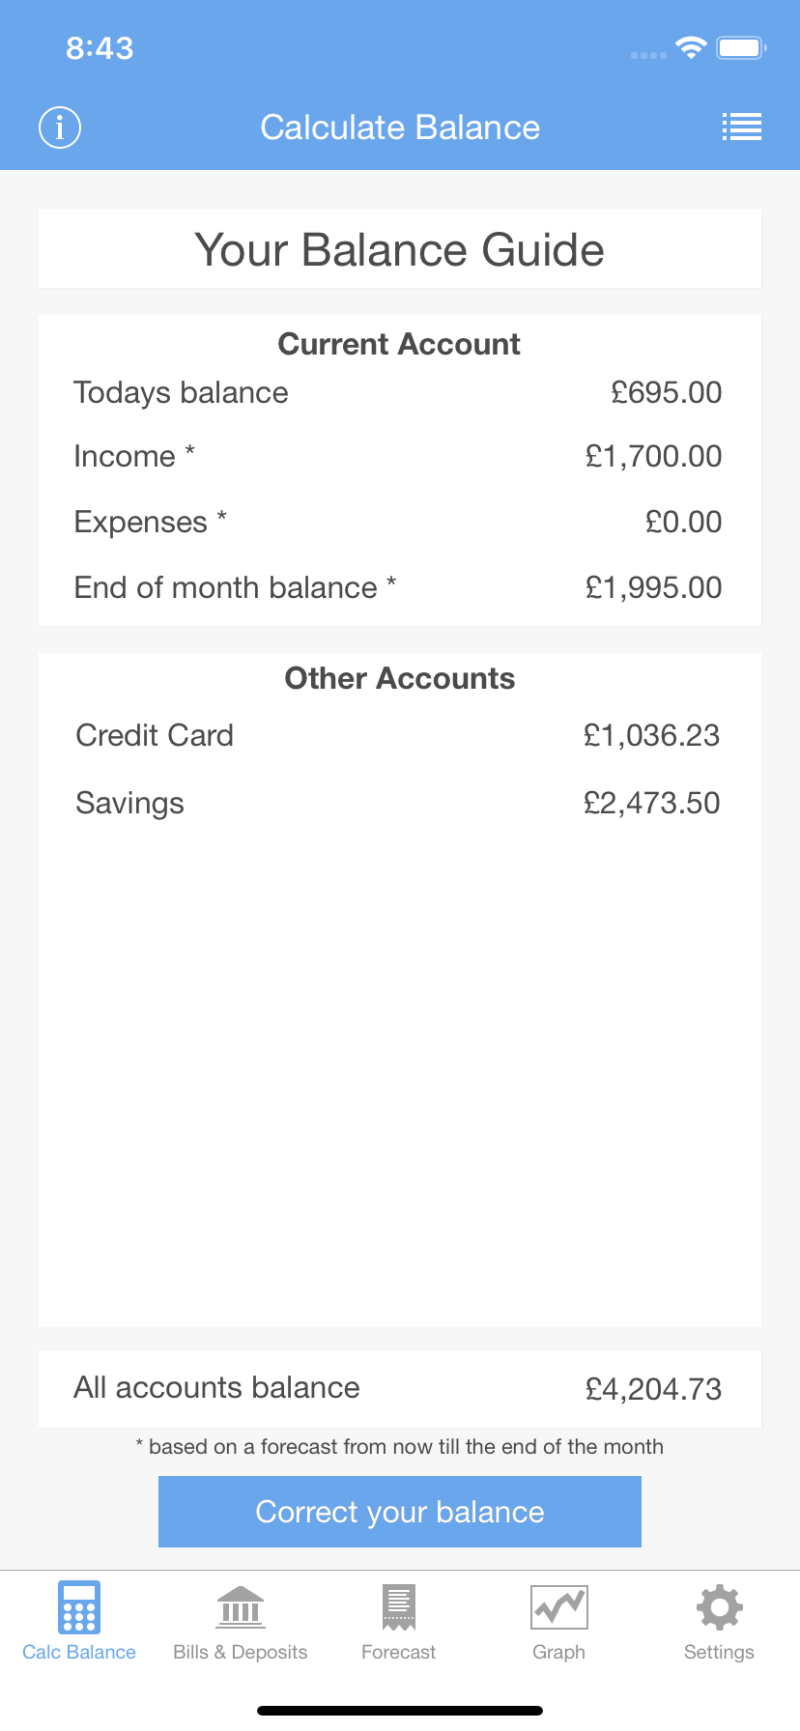 8:43
i
Calculate Balance
Your Balance Guide
Current Account
Todays balance £695.00
Income * £1,700.00
Expenses * £0.00
End of month balance * £1,995.00
Other Accounts
Credit Card £1,036.23
Savings £2,473.50
All accounts balance £4,204.73
* based on a forecast from now till the end of the month
Correct your balance
Calc Balance Bills & Deposits Forecast Graph Settings